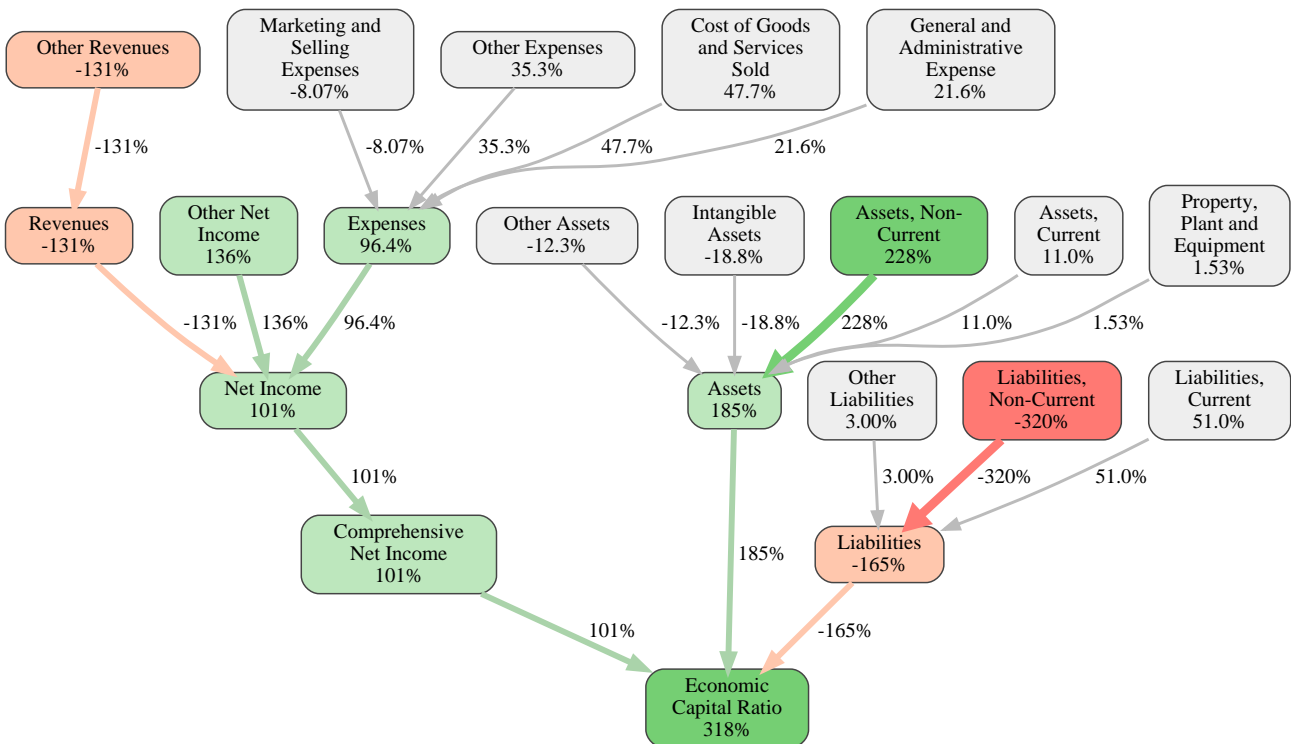 Other Revenues
-131%
Marketing and
Selling
Expenses
-8.07%
Other Expenses
35.3%
Cost of Goods
and Services
Sold
47.7%
General and
Administrative
Expense
21.6%
-131%
-8.07%
35.3%
47.7%
21.6%
Revenues
-131%
Other Net
Income
136%
Expenses
96.4%
Other Assets
-12.3%
Intangible
Assets
-18.8%
Assets, Non-
Current
228%
Assets,
Current
11.0%
Property,
Plant and
Equipment
1.53%
-131%
136%
96.4%
-12.3%
-18.8%
228%
11.0%
1.53%
Net Income
101%
Assets
185%
Other
Liabilities
3.00%
Liabilities,
Non-Current
-320%
Liabilities,
Current
51.0%
101%
3.00%
-320%
51.0%
Comprehensive
Net Income
101%
185%
Liabilities
-165%
101%
-165%
Economic
Capital Ratio
318%